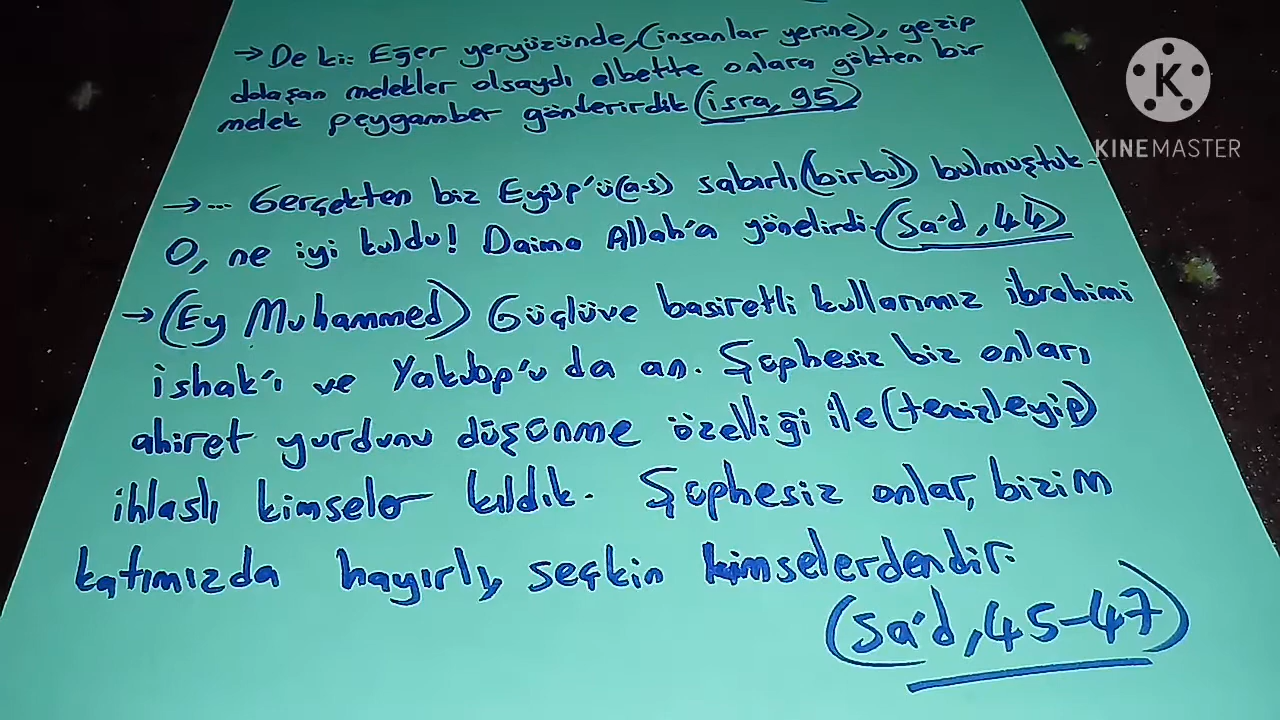 → De ki: Eğer yeryüzünde, (insanlar yerine), gezip
dolaşan melekler olsaydı elbette onlara gökten bir
melek peygamber gönderirdik (isra, 95)
→ ... Gerçekten biz Eyüp'ü (a.s) sabırlı (bir kul) bulmuştuk.
O, ne iyi kuldu! Daima Allah'a yönelirdi. (Sa'd, 44)
→ (Ey Muhammed) Güçlü ve basiretli kullarımız ibrahimi
ishak'ı ve Yakup'u da an. Şüphesiz biz onları
ahiret yurdunu düşünme özelliği ile (temizleyip)
ihlaslı kimseler kıldık. Şüphesiz onlar, bizim
katımızda hayırlı, seçkin kimselerdendir.
(Sa'd, 45-47)
K
KINEMASTER